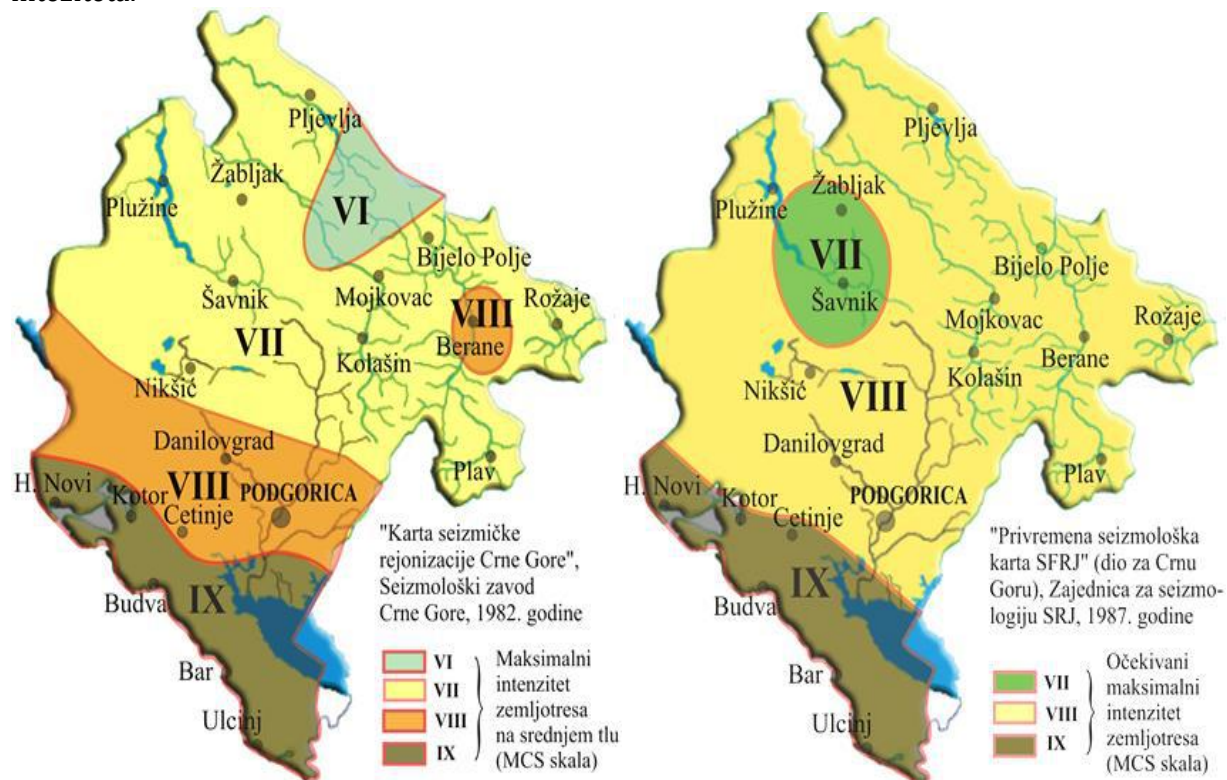 Pljevlja
Žabljak
VI
Plužine
Bijelo Polje
Šavnik
Mojkovac
VIII
Rožaje
VII
Berane
Kolašin
Nikšić
Danilovgrad
Plav
VIII
H. Novi
Kotor
PODGORICA
Cetinje
IX
Budva
Bar
Ulcinj
"Karta seizmičke
rejonizacije Crne Gore",
Seizmološki zavod
Crne Gore, 1982. godine
VI
VII
VIII
IX
Maksimalni
intenzitet
zemljotresa
na srednjem tlu
(MCS skala)
Pljevlja
Žabljak
Plužine
VII
Bijelo Polje
Šavnik
Mojkovac
Rožaje
Berane
Kolašin
Nikšić
VIII
Danilovgrad
Plav
H. Novi
Kotor
PODGORICA
Cetinje
IX
Budva
Bar
Ulcinj
"Privremena seizmološka
karta SFRJ" (dio za Crnu
Goru), Zajednica za seizmo-
logiju SRJ, 1987. godine
VII
VIII
IX
Očekivani
maksimalni
intenzitet
zemljotresa
(MCS skala)